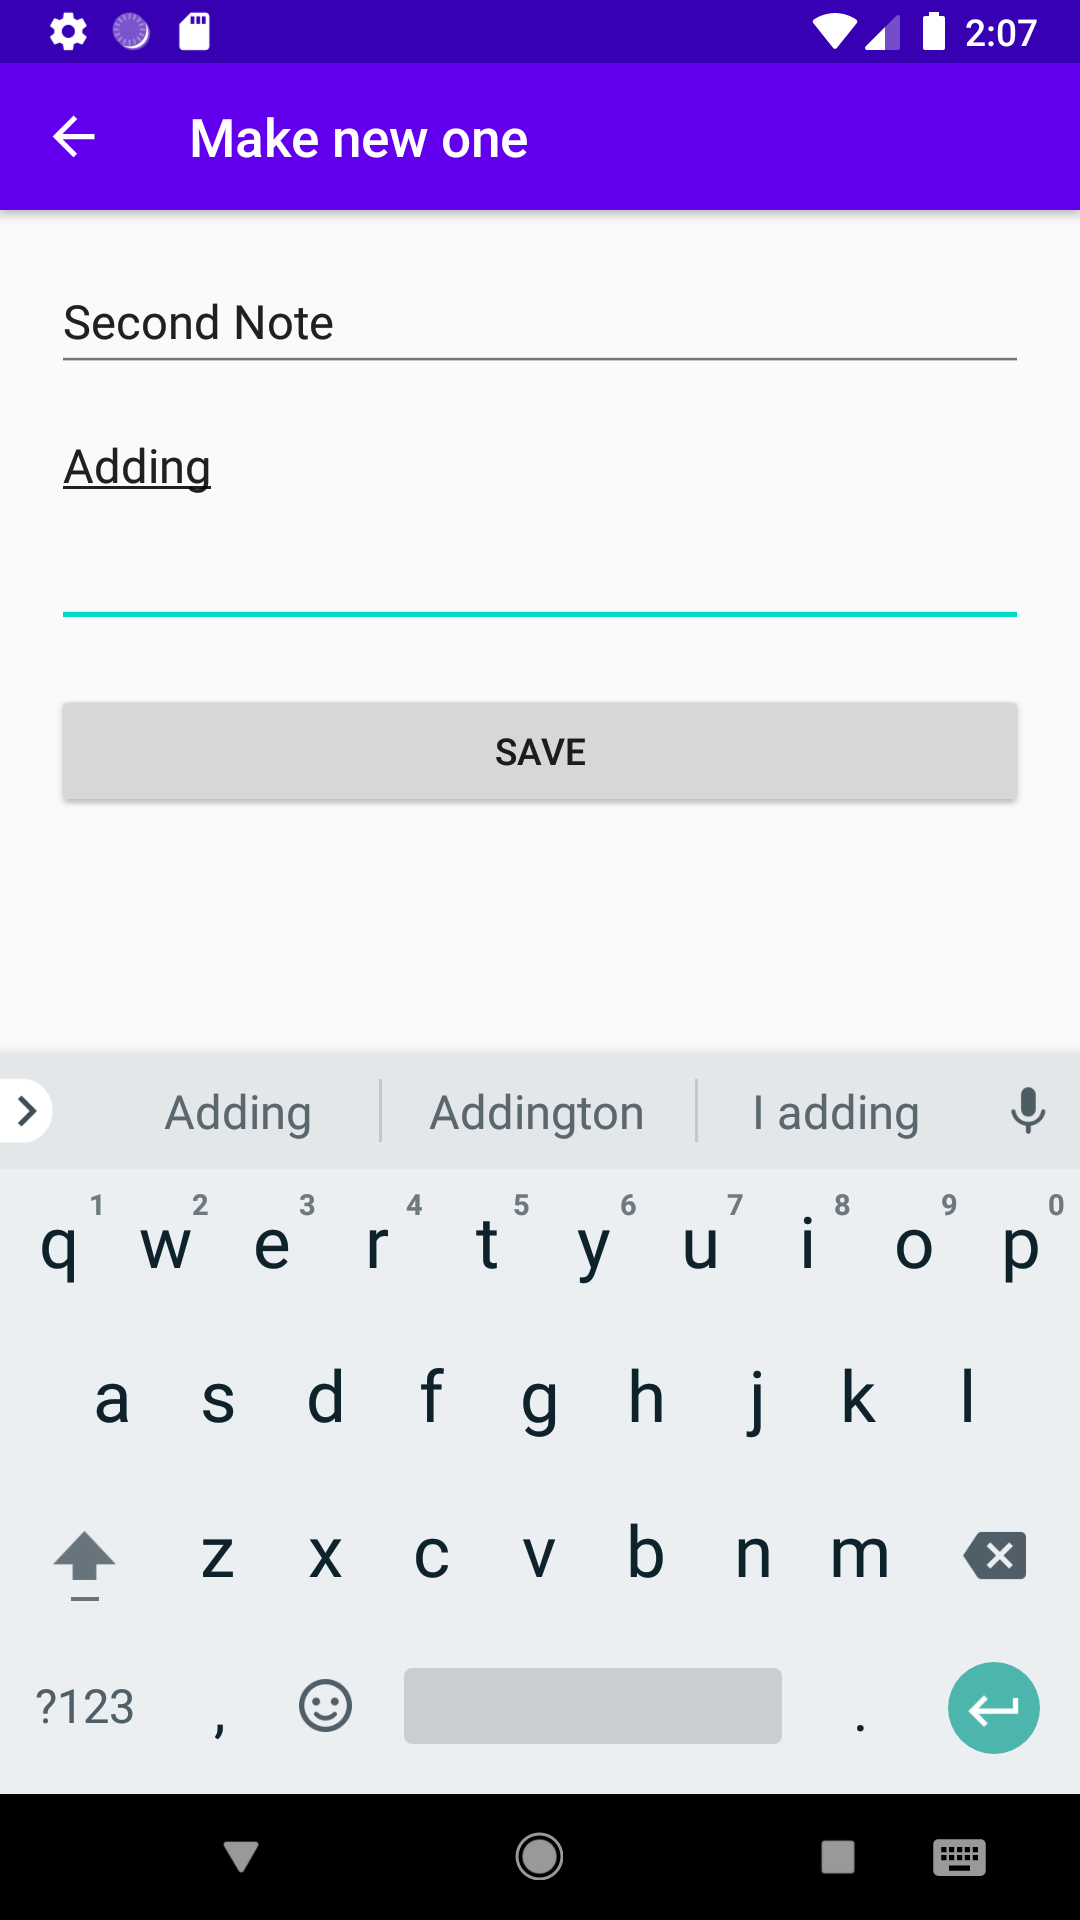 2:07
Make new one
Second Note
Adding
SAVE
Adding Addington I adding
1 2 3 4 5 6 7 8 9 0
q w e r t y u i o p
a s d f g h j k l
z x c v b n m
?123 , .